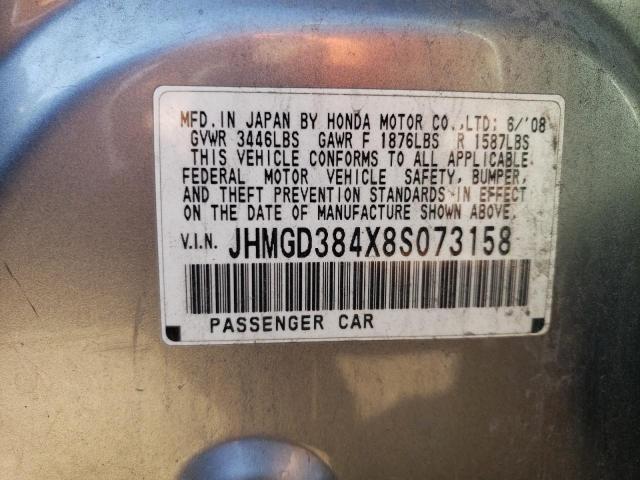 MFD. IN JAPAN BY HONDA MOTOR CO., LTD: 6/'08
GVWR 3446LBS GAWR F 1876LBS R 1587LBS
THIS VEHICLE CONFORMS TO ALL APPLICABLE
FEDERAL MOTOR VEHICLE SAFETY, BUMPER,
AND THEFT PREVENTION STANDARDS IN EFFECT
ON THE DATE OF MANUFACTURE SHOWN ABOVE.
V.I.N. JHMGD384X8S073158
PASSENGER CAR